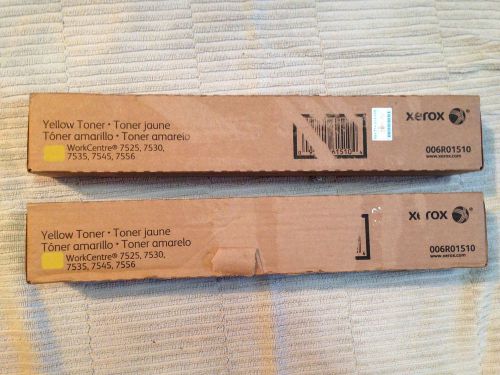 Yellow Toner • Toner jaune
Tóner amarillo • Toner amarelo
WorkCentre® 7525, 7530,
7535, 7545, 7556
xerox
006R01510
www.xerox.com
Yellow Toner • Toner jaune
Tóner amarillo • Toner amarelo
WorkCentre® 7525, 7530,
7535, 7545, 7556
xerox
006R01510
www.xerox.com